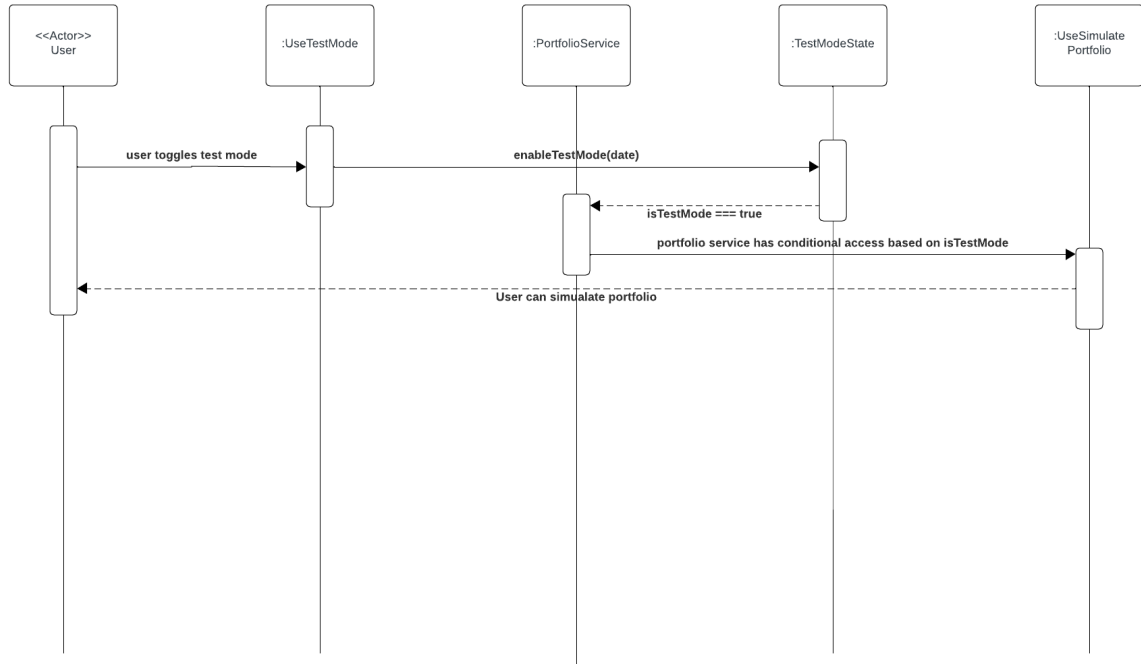 <<Actor>>
User
:UseTestMode
:PortfolioService
:TestModeState
:UseSimulate
Portfolio
user toggles test mode
enableTestMode(date)
isTestMode === true
portfolio service has conditional access based on isTestMode
User can simualate portfolio